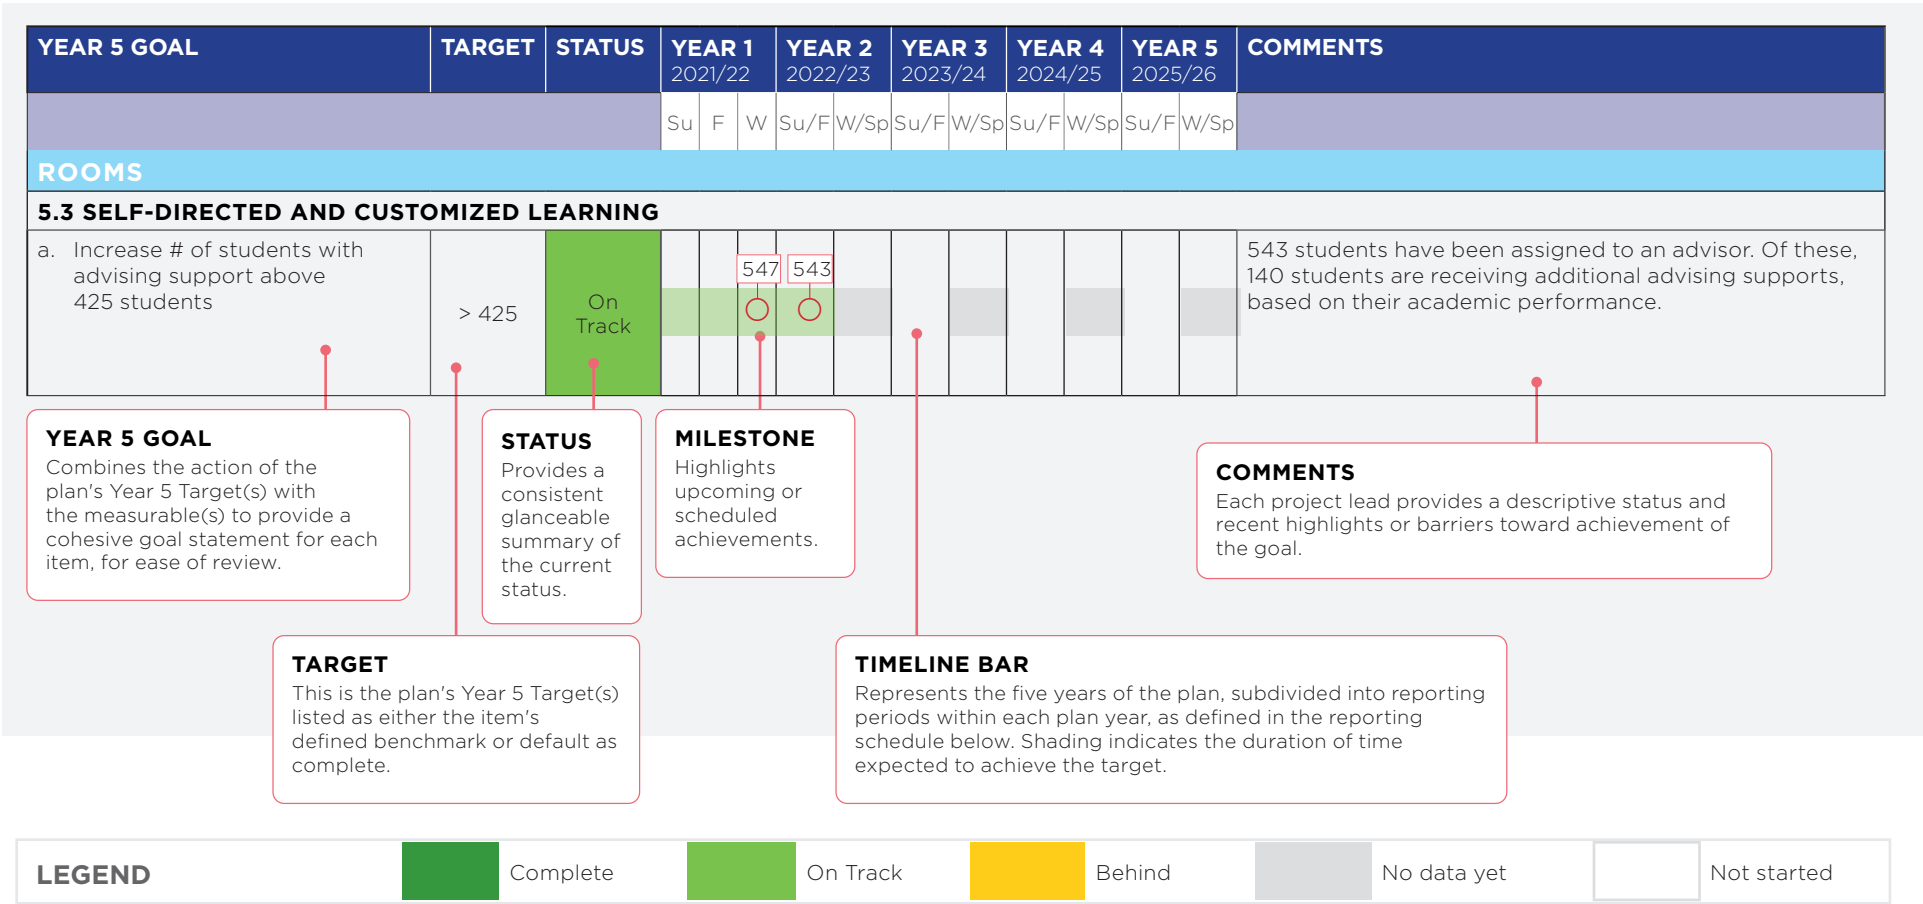 YEAR 5 GOAL TARGET STATUS YEAR 1 YEAR 2 YEAR 3 YEAR 4 YEAR 5 COMMENTS
2021/22 2022/23 2023/24 2024/25 2025/26
Su F W Su/F W/Sp Su/F W/Sp Su/F W/Sp Su/F W/Sp
ROOMS
5.3 SELF-DIRECTED AND CUSTOMIZED LEARNING
a. Increase # of students with
advising support above
425 students
> 425
On
Track
547 543
543 students have been assigned to an advisor. Of these,
140 students are receiving additional advising supports,
based on their academic performance.
YEAR 5 GOAL
Combines the action of the
plan's Year 5 Target(s) with
the measurable(s) to provide a
cohesive goal statement for each
item, for ease of review.
STATUS
Provides a
consistent
glanceable
summary of
the current
status.
MILESTONE
Highlights
upcoming or
scheduled
achievements.
COMMENTS
Each project lead provides a descriptive status and
recent highlights or barriers toward achievement of
the goal.
TARGET
This is the plan's Year 5 Target(s)
listed as either the item's
defined benchmark or default as
complete.
TIMELINE BAR
Represents the five years of the plan, subdivided into reporting
periods within each plan year, as defined in the reporting
schedule below. Shading indicates the duration of time
expected to achieve the target.
LEGEND Complete On Track Behind No data yet Not started